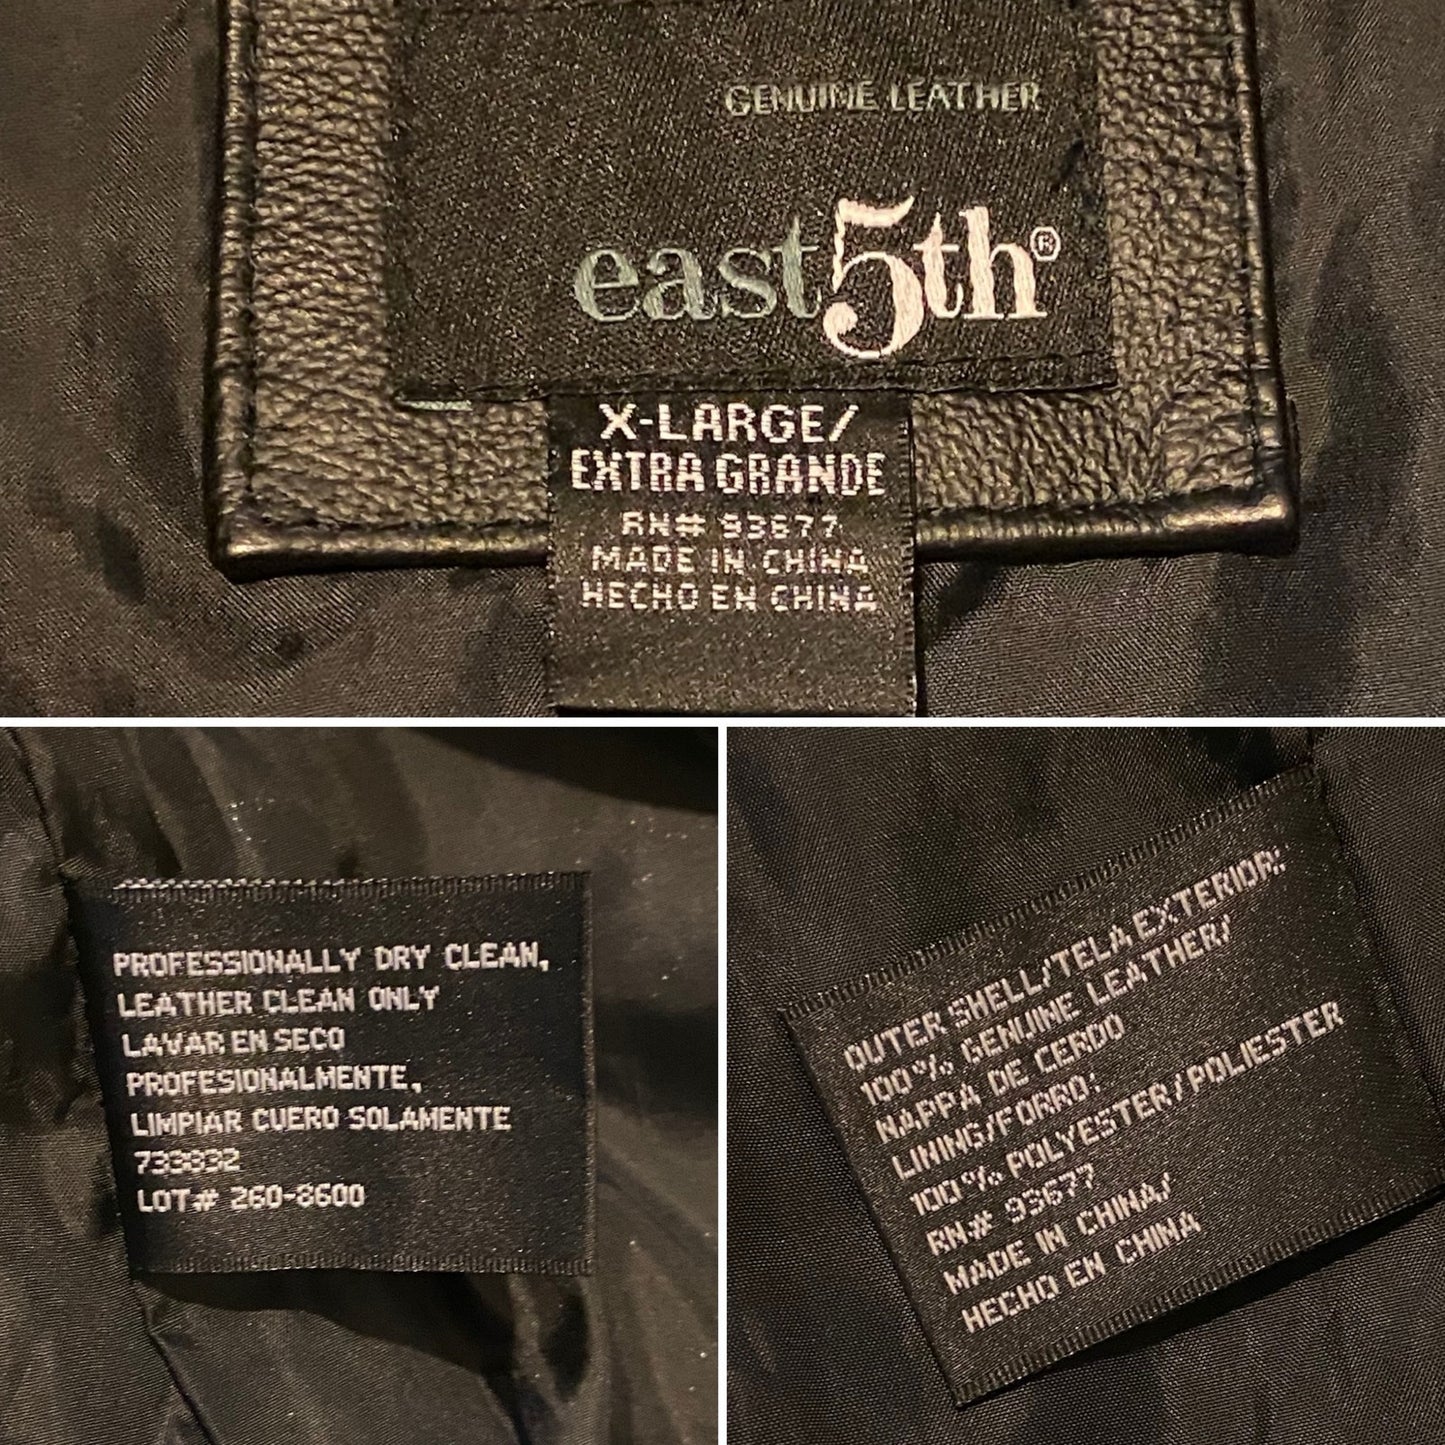 GENUINE LEATHER
east5th®
X-LARGE/
EXTRA GRANDE
RN# 93677
MADE IN CHINA
HECHO EN CHINA
PROFESSIONALLY DRY CLEAN,
LEATHER CLEAN ONLY
LAVAR EN SECO
PROFESIONALMENTE,
LIMPIAR CUERO SOLAMENTE
733832
LOT# 260-8600
OUTER SHELL/TELA EXTERIOR:
100% GENUINE LEATHER/
NAPPA DE CERDO
LINING/FORRO:
100% POLYESTER/POLIESTER
RN# 93677
MADE IN CHINA/
HECHO EN CHINA